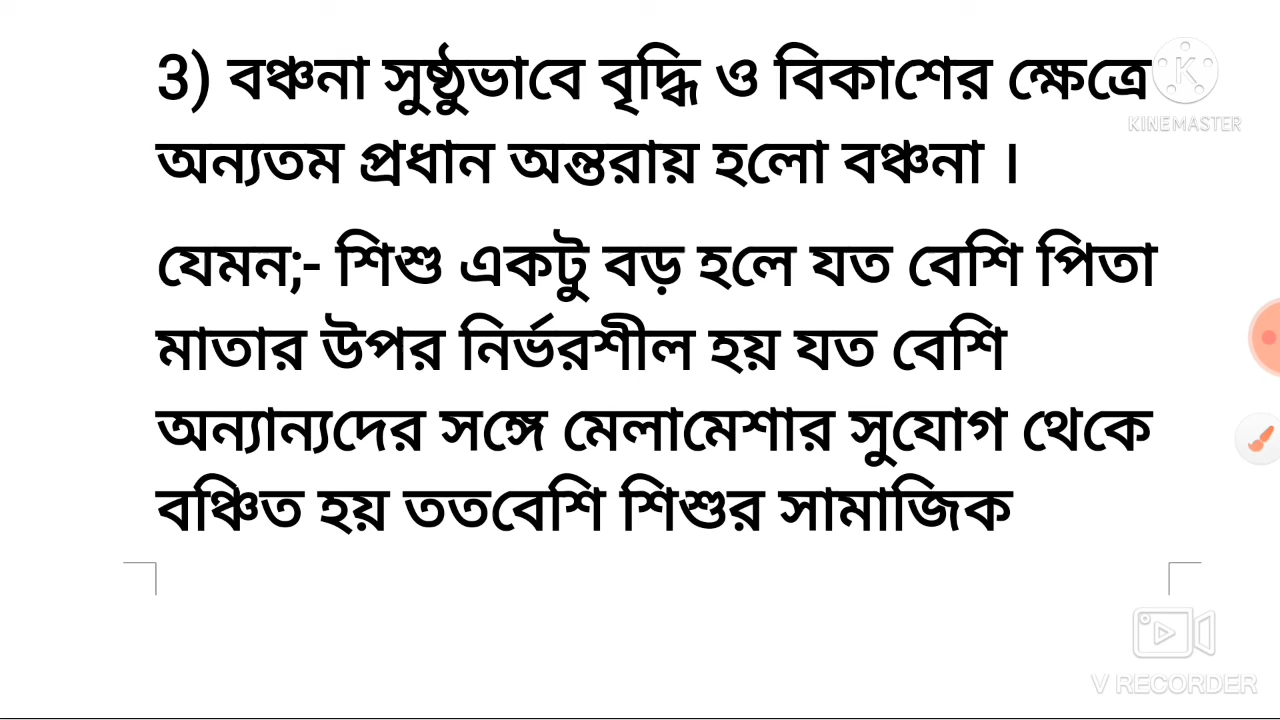 3) বঞ্চনা সুষ্ঠুভাবে বৃদ্ধি ও বিকাশের ক্ষেত্রে
KINEMASTER
অন্যতম প্রধান অন্তরায় হলো বঞ্চনা ।
যেমন;- শিশু একটু বড় হলে যত বেশি পিতা
মাতার উপর নির্ভরশীল হয় যত বেশি
অন্যান্যদের সঙ্গে মেলামেশার সুযোগ থেকে
বঞ্চিত হয় ততবেশি শিশুর সামাজিক
V RECORDER